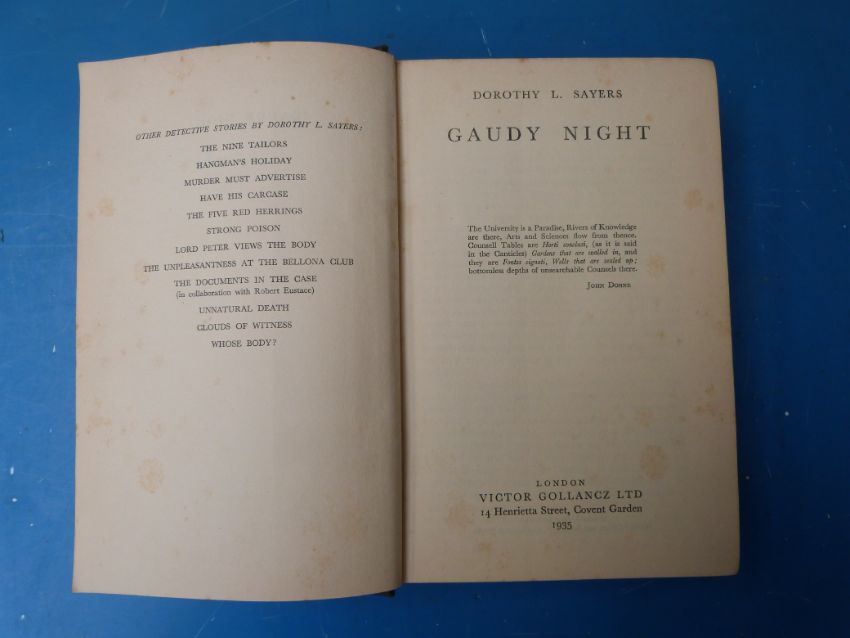 OTHER DETECTIVE STORIES BY DOROTHY L. SAYERS:
THE NINE TAILORS
HANGMAN'S HOLIDAY
MURDER MUST ADVERTISE
HAVE HIS CARCASE
THE FIVE RED HERRINGS
STRONG POISON
LORD PETER VIEWS THE BODY
THE UNPLEASANTNESS AT THE BELLONA CLUB
THE DOCUMENTS IN THE CASE
(in collaboration with Robert Eustace)
UNNATURAL DEATH
CLOUDS OF WITNESS
WHOSE BODY?
DOROTHY L. SAYERS
GAUDY NIGHT
The University is a Paradise, Rivers of Knowledge
are there, Arts and Sciences flow from thence.
Counsell Tables are Horti conclusi, (as it is said
in the Canticles) Gardens that are walled in, and
they are Fontes signati, Wells that are sealed up;
bottomless depths of unsearchable Counsels there.
JOHN DONNE
LONDON
VICTOR GOLLANCZ LTD
14 Henrietta Street, Covent Garden
1935